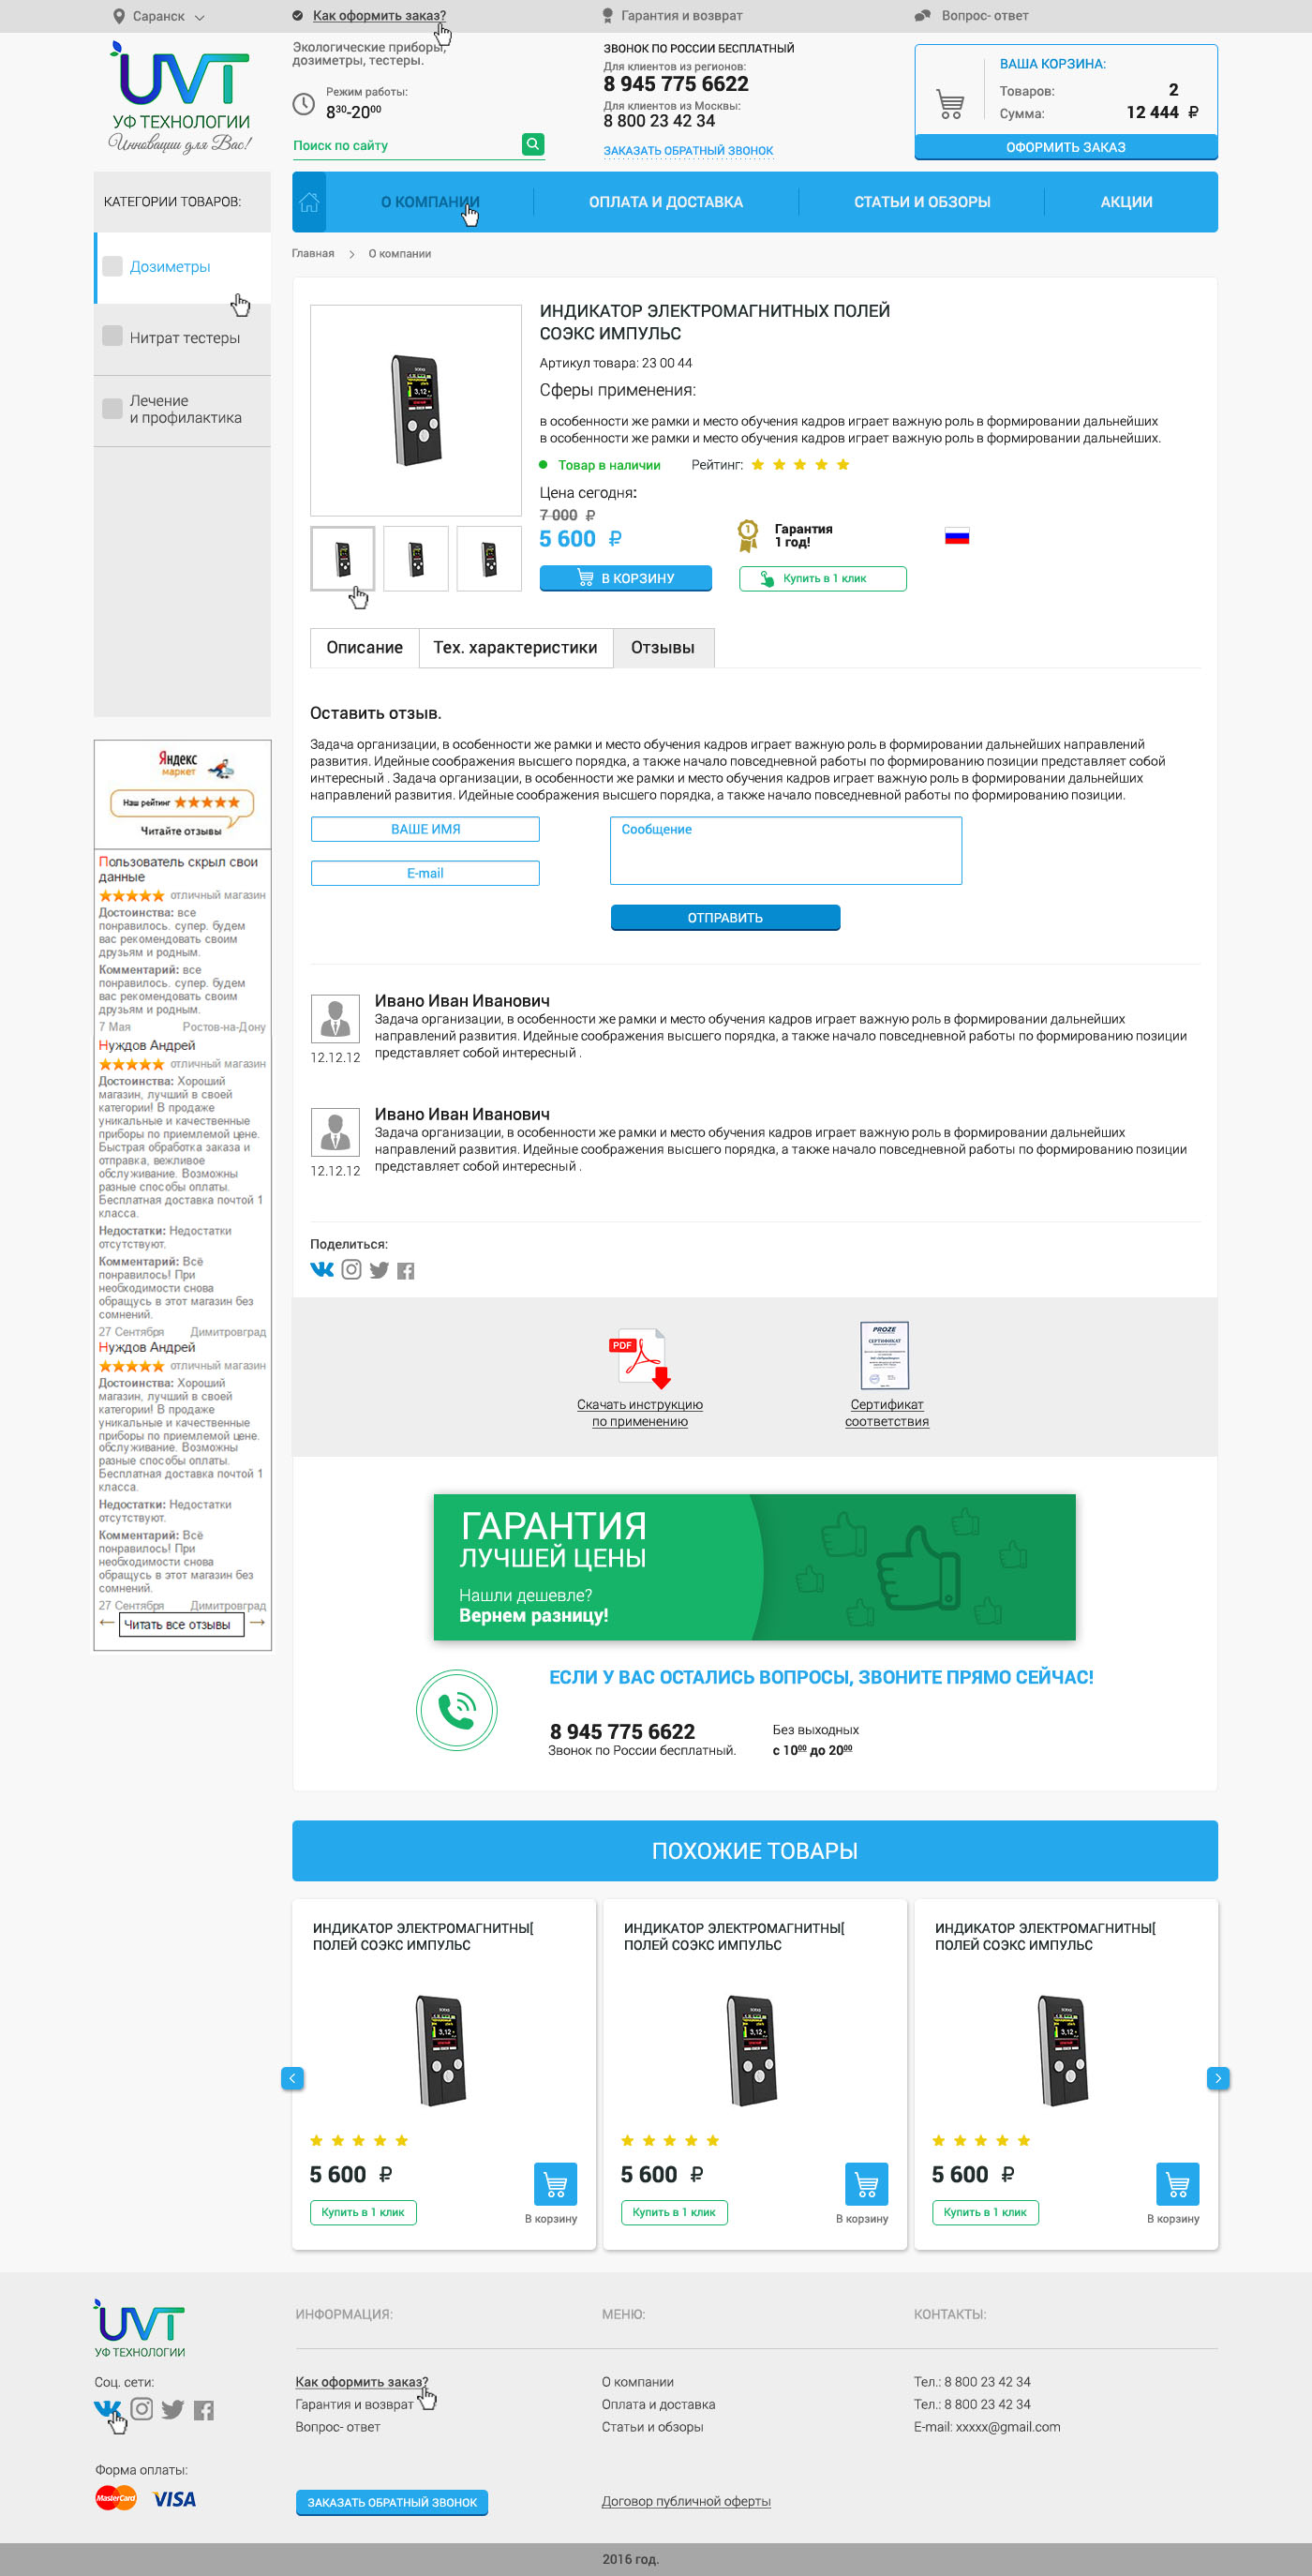 Саранск
Как оформить заказ?
Гарантия и возврат
Вопрос- ответ
UVT
УФ ТЕХНОЛОГИИ
Инновации для Вас!
Экологические приборы,
дозиметры, тестеры.
Режим работы:
8³⁰-20⁰⁰
Поиск по сайту
ЗВОНОК ПО РОССИИ БЕСПЛАТНЫЙ
Для клиентов из регионов:
8 945 775 6622
Для клиентов из Москвы:
8 800 23 42 34
ЗАКАЗАТЬ ОБРАТНЫЙ ЗВОНОК
ВАША КОРЗИНА:
Товаров: 2
Сумма: 12 444 ₽
ОФОРМИТЬ ЗАКАЗ
КАТЕГОРИИ ТОВАРОВ:
Дозиметры
Нитрат тестеры
Лечение
и профилактика
О КОМПАНИИ
ОПЛАТА И ДОСТАВКА
СТАТЬИ И ОБЗОРЫ
АКЦИИ
Главная
О компании
ИНДИКАТОР ЭЛЕКТРОМАГНИТНЫХ ПОЛЕЙ
СОЭКС ИМПУЛЬС
Артикул товара: 23 00 44
Сферы применения:
в особенности же рамки и место обучения кадров играет важную роль в формировании дальнейших
в особенности же рамки и место обучения кадров играет важную роль в формировании дальнейших.
Товар в наличии
Рейтинг:
Цена сегодня:
7 000 ₽
5 600 ₽
1
Гарантия
1 год!
В КОРЗИНУ
Купить в 1 клик
3,12
Описание
Тех. характеристики
Отзывы
Оставить отзыв.
Задача организации, в особенности же рамки и место обучения кадров играет важную роль в формировании дальнейших направлений
развития. Идейные соображения высшего порядка, а также начало повседневной работы по формированию позиции представляет собой
интересный . Задача организации, в особенности же рамки и место обучения кадров играет важную роль в формировании дальнейших
направлений развития. Идейные соображения высшего порядка, а также начало повседневной работы по формированию позиции.
ВАШЕ ИМЯ
E-mail
Сообщение
ОТПРАВИТЬ
Ивано Иван Иванович
Задача организации, в особенности же рамки и место обучения кадров играет важную роль в формировании дальнейших
направлений развития. Идейные соображения высшего порядка, а также начало повседневной работы по формированию позиции
представляет собой интересный .
12.12.12
Ивано Иван Иванович
Задача организации, в особенности же рамки и место обучения кадров играет важную роль в формировании дальнейших
направлений развития. Идейные соображения высшего порядка, а также начало повседневной работы по формированию позиции
представляет собой интересный .
12.12.12
Поделиться:
Яндекс
маркет
Наш рейтинг
Читайте отзывы
Пользователь скрыл свои
данные
отличный магазин
Достоинства: все
понравилось. супер. будем
вас рекомендовать своим
друзьям и родным.
Комментарий: все
понравилось. супер. будем
вас рекомендовать своим
друзьям и родным.
7 Мая Ростов-на-Дону
Нуждов Андрей
отличный магазин
Достоинства: Хороший
магазин, лучший в своей
категории! В продаже
уникальные и качественные
приборы по приемлемой цене.
Быстрая обработка заказа и
отправка, вежливое
обслуживание. Возможны
разные способы оплаты.
Бесплатная доставка почтой 1
класса.
Недостатки: Недостатки
отсутствуют.
Комментарий: Всё
понравилось! При
необходимости снова
обращусь в этот магазин без
сомнений.
27 Сентября Димитровград
Нуждов Андрей
отличный магазин
Достоинства: Хороший
магазин, лучший в своей
категории! В продаже
уникальные и качественные
приборы по приемлемой цене.
обслуживание. Возможны
разные способы оплаты.
Бесплатная доставка почтой 1
класса.
Недостатки: Недостатки
отсутствуют.
Комментарий: Всё
понравилось! При
необходимости снова
обращусь в этот магазин без
сомнений.
27 Сентября Димитровград
Читать все отзывы
PDF
Скачать инструкцию
по применению
PROZE
СЕРТИФИКАТ
Сертификат
соответствия
ГАРАНТИЯ
ЛУЧШЕЙ ЦЕНЫ
Нашли дешевле?
Вернем разницу!
ЕСЛИ У ВАС ОСТАЛИСЬ ВОПРОСЫ, ЗВОНИТЕ ПРЯМО СЕЙЧАС!
8 945 775 6622
Звонок по России бесплатный.
Без выходных
с 10⁰⁰ до 20⁰⁰
ПОХОЖИЕ ТОВАРЫ
ИНДИКАТОР ЭЛЕКТРОМАГНИТНЫ[
ПОЛЕЙ СОЭКС ИМПУЛЬС
3,12
5 600 ₽
Купить в 1 клик
В корзину
ИНДИКАТОР ЭЛЕКТРОМАГНИТНЫ[
ПОЛЕЙ СОЭКС ИМПУЛЬС
3,12
5 600 ₽
Купить в 1 клик
В корзину
ИНДИКАТОР ЭЛЕКТРОМАГНИТНЫ[
ПОЛЕЙ СОЭКС ИМПУЛЬС
3,12
5 600 ₽
Купить в 1 клик
В корзину
UVT
УФ ТЕХНОЛОГИИ
Соц. сети:
Форма оплаты:
MasterCard
VISA
ИНФОРМАЦИЯ:
Как оформить заказ?
Гарантия и возврат
Вопрос- ответ
ЗАКАЗАТЬ ОБРАТНЫЙ ЗВОНОК
МЕНЮ:
О компании
Оплата и доставка
Статьи и обзоры
Договор публичной оферты
КОНТАКТЫ:
Тел.: 8 800 23 42 34
Тел.: 8 800 23 42 34
E-mail: xxxxx@gmail.com
2016 год.